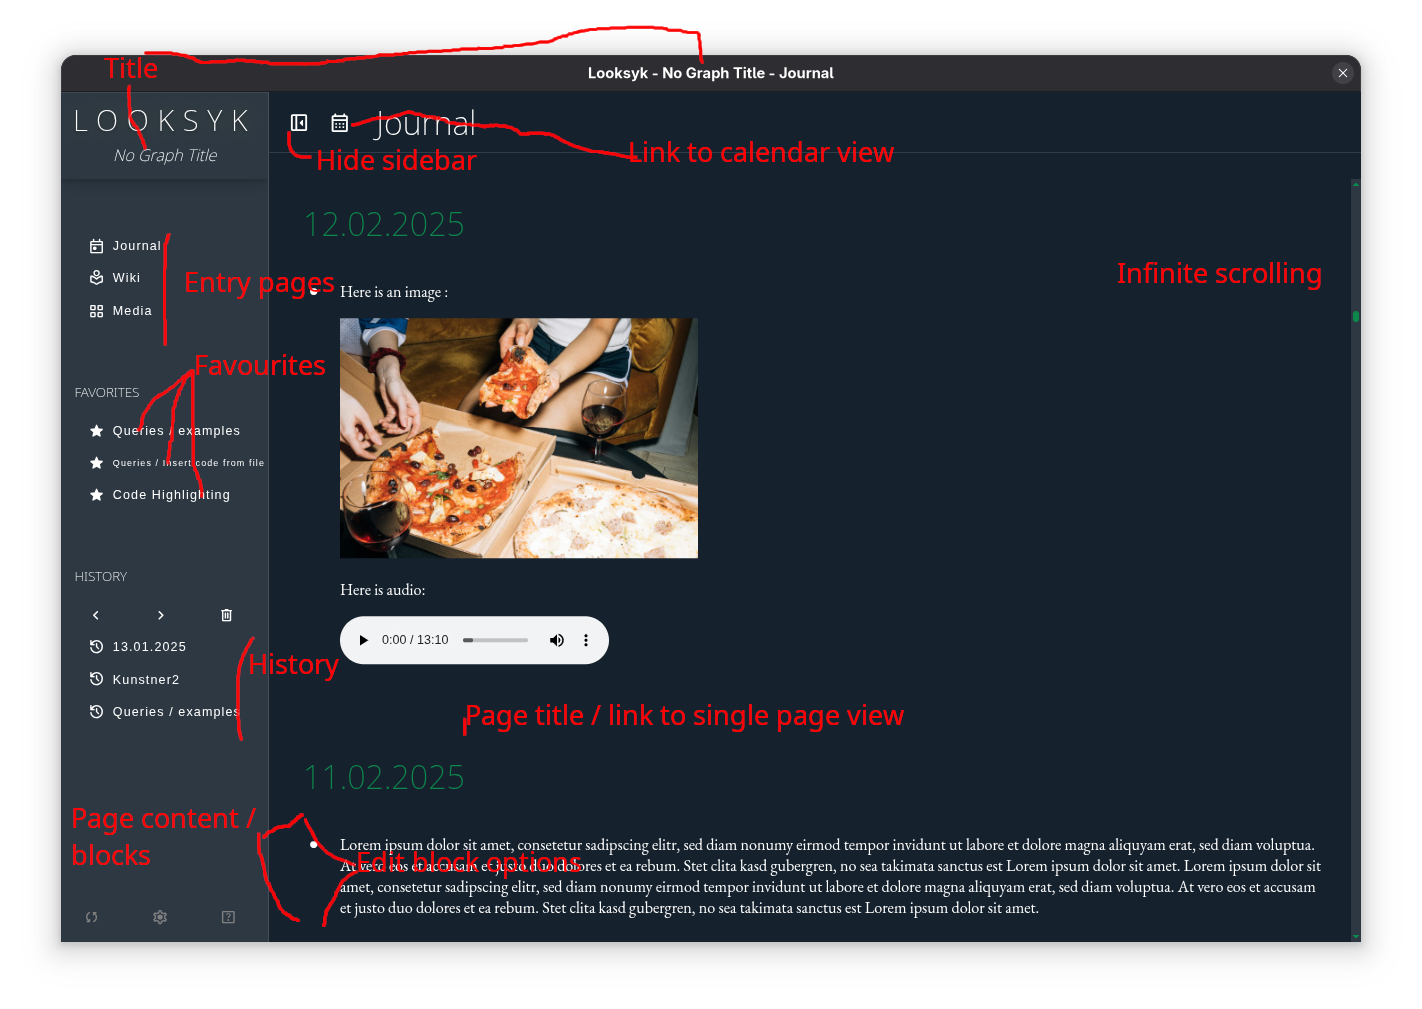 Title
Looksyk - No Graph Title - Journal
LOOKSYK
No Graph Title
Journal
Hide sidebar
Link to calendar view
12.02.2025
Journal
Wiki
Media
Entry pages
Infinite scrolling
Here is an image :
Favourites
FAVORITES
Queries / examples
Queries / Insert code from file
Code Highlighting
HISTORY
Here is audio:
0:00 / 13:10
13.01.2025
Kunstner2
Queries / examples
History
Page title / link to single page view
11.02.2025
Page content /
blocks
Edit block options
Lorem ipsum dolor sit amet, consetetur sadipscing elitr, sed diam nonumy eirmod tempor invidunt ut labore et dolore magna aliquyam erat, sed diam voluptua.
At vero eos et accusam et justo duo dolores et ea rebum. Stet clita kasd gubergren, no sea takimata sanctus est Lorem ipsum dolor sit amet. Lorem ipsum dolor sit
amet, consetetur sadipscing elitr, sed diam nonumy eirmod tempor invidunt ut labore et dolore magna aliquyam erat, sed diam voluptua. At vero eos et accusam
et justo duo dolores et ea rebum. Stet clita kasd gubergren, no sea takimata sanctus est Lorem ipsum dolor sit amet.